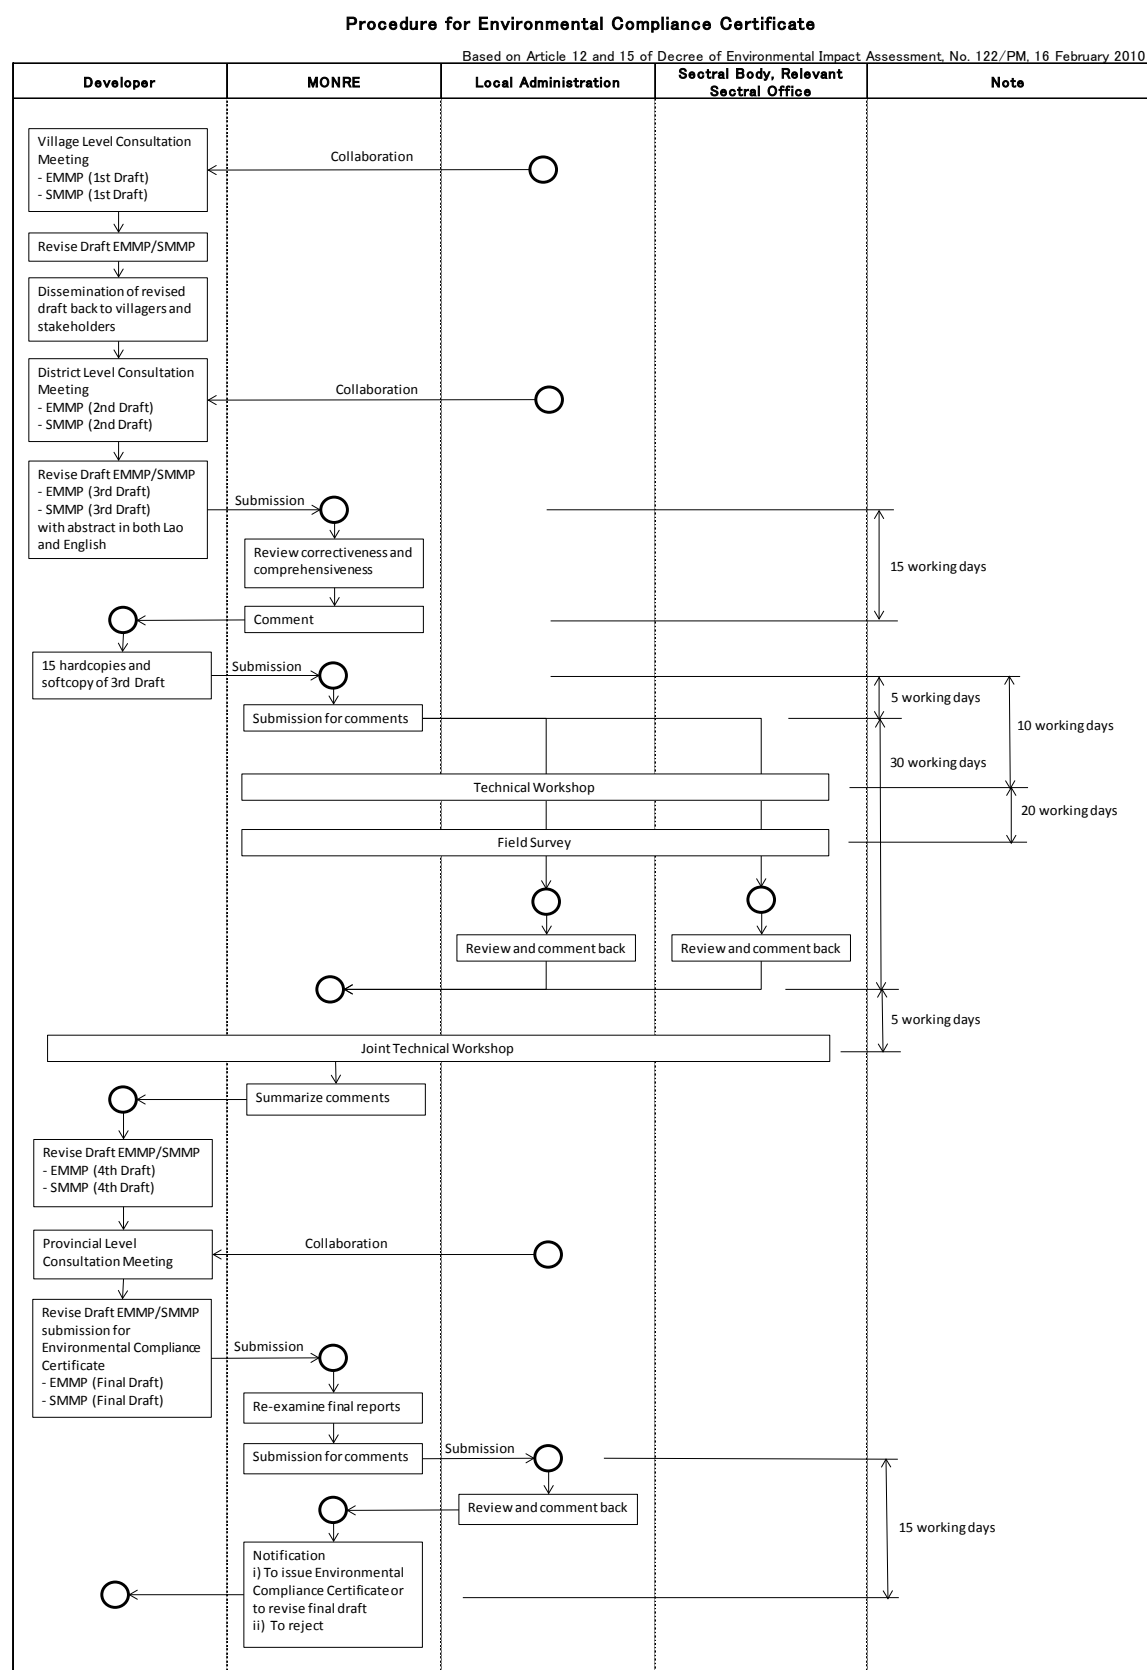 Procedure for Environmental Compliance Certificate
Based on Article 12 and 15 of Decree of Environmental Impact Assessment, No. 122/PM, 16 February 2010
Developer
MONRE
Local Administration
Sectral Body, Relevant
Sectral Office
Note
Village Level Consultation
Meeting
- EMMP (1st Draft)
- SMMP (1st Draft)
Collaboration
Revise Draft EMMP/SMMP
Dissemination of revised
draft back to villagers and
stakeholders
District Level Consultation
Meeting
- EMMP (2nd Draft)
- SMMP (2nd Draft)
Collaboration
Revise Draft EMMP/SMMP
- EMMP (3rd Draft)
- SMMP (3rd Draft)
with abstract in both Lao
and English
Submission
Review correctiveness and
comprehensiveness
15 working days
Comment
15 hardcopies and
softcopy of 3rd Draft
Submission
5 working days
Submission for comments
10 working days
30 working days
Technical Workshop
20 working days
Field Survey
Review and comment back
Review and comment back
5 working days
Joint Technical Workshop
Summarize comments
Revise Draft EMMP/SMMP
- EMMP (4th Draft)
- SMMP (4th Draft)
Provincial Level
Consultation Meeting
Collaboration
Revise Draft EMMP/SMMP
submission for
Environmental Compliance
Certificate
- EMMP (Final Draft)
- SMMP (Final Draft)
Submission
Re-examine final reports
Submission for comments
Submission
Review and comment back
15 working days
Notification
i) To issue Environmental
Compliance Certificate or
to revise final draft
ii) To reject